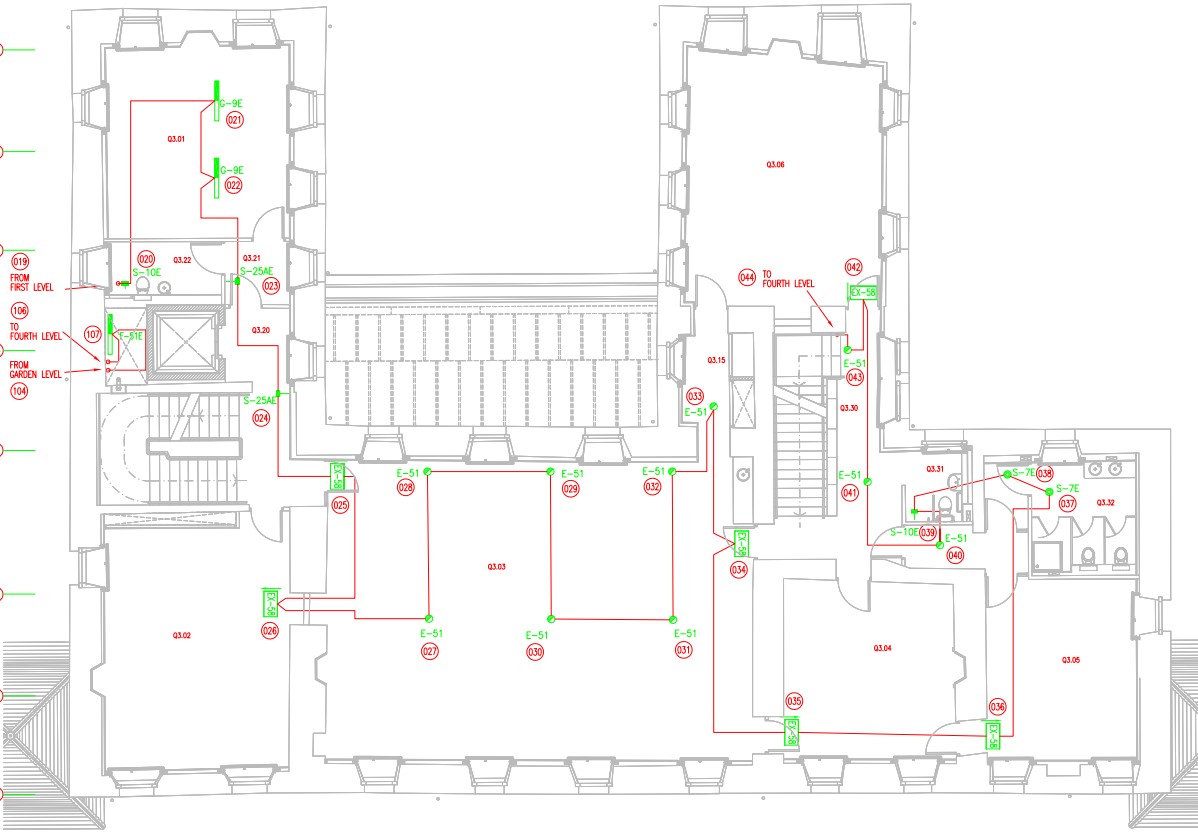 G-9E
021
Q3.01
Q3.06
G-9E
022
019
FROM
FIRST LEVEL
020
S-10E
Q3.22
Q3.21
S-25AE
023
106
TO
FOURTH LEVEL
107
E-51E
Q3.20
FROM
GARDEN LEVEL
104
S-25AE
024
044
TO
FOURTH LEVEL
042
EX-58
E-51
043
Q3.15
033
E-51
Q3.30
EX-58
025
E-51
028
E-51
029
E-51
032
E-51
041
Q3.31
S-7E
038
S-7E
037
Q3.32
S-10E
039
E-51
040
EX-58
034
Q3.03
EX-58
026
Q3.02
E-51
027
E-51
030
E-51
031
Q3.04
Q3.05
035
EX-58
036
EX-58